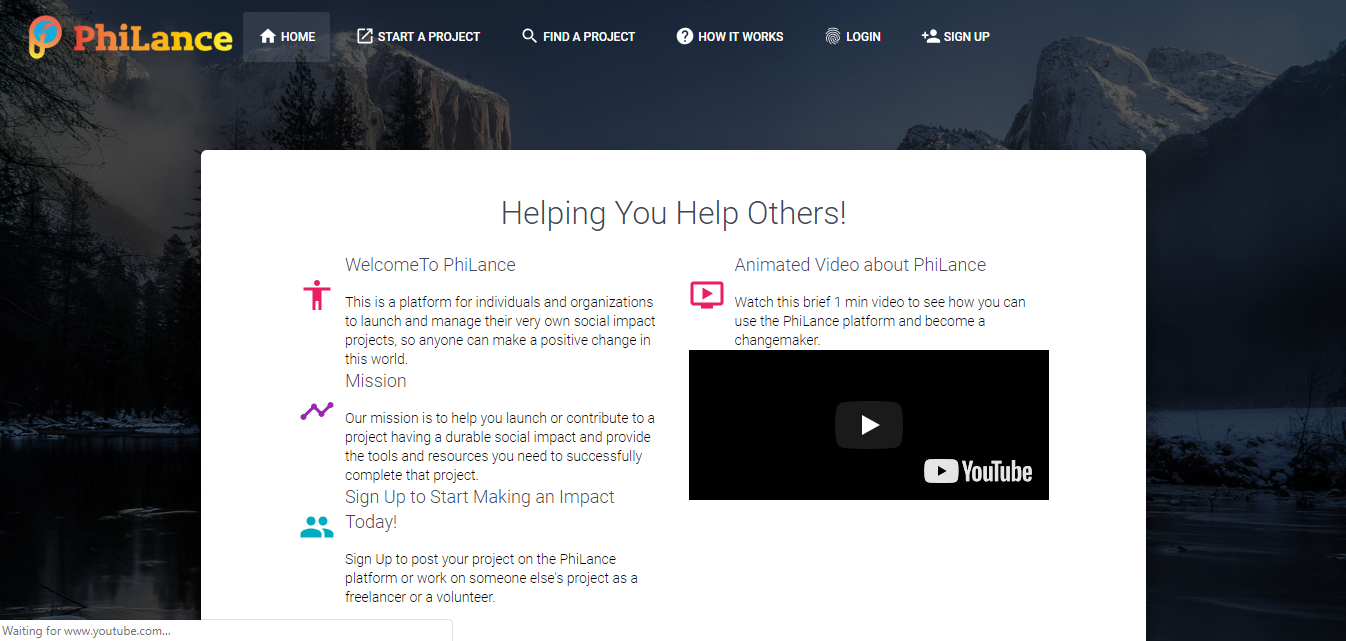 PhiLance
HOME
START A PROJECT
FIND A PROJECT
HOW IT WORKS
LOGIN
SIGN UP
Helping You Help Others!
WelcomeTo PhiLance
This is a platform for individuals and organizations
to launch and manage their very own social impact
projects, so anyone can make a positive change in
this world.
Mission
Our mission is to help you launch or contribute to a
project having a durable social impact and provide
the tools and resources you need to successfully
complete that project.
Sign Up to Start Making an Impact
Today!
Sign Up to post your project on the PhiLance
platform or work on someone else's project as a
freelancer or a volunteer.
Animated Video about PhiLance
Watch this brief 1 min video to see how you can
use the PhiLance platform and become a
changemaker.
YouTube
Waiting for www.youtube.com...